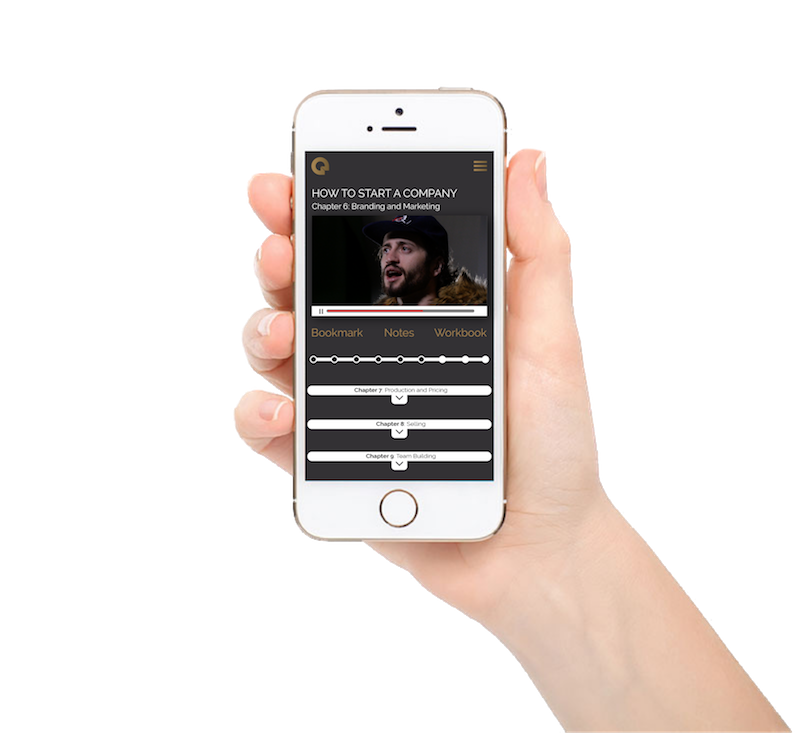 HOW TO START A COMPANY
Chapter 6: Branding and Marketing
Bookmark Notes Workbook
Chapter 7: Production and Pricing
Chapter 8: Selling
Chapter 9: Team Building